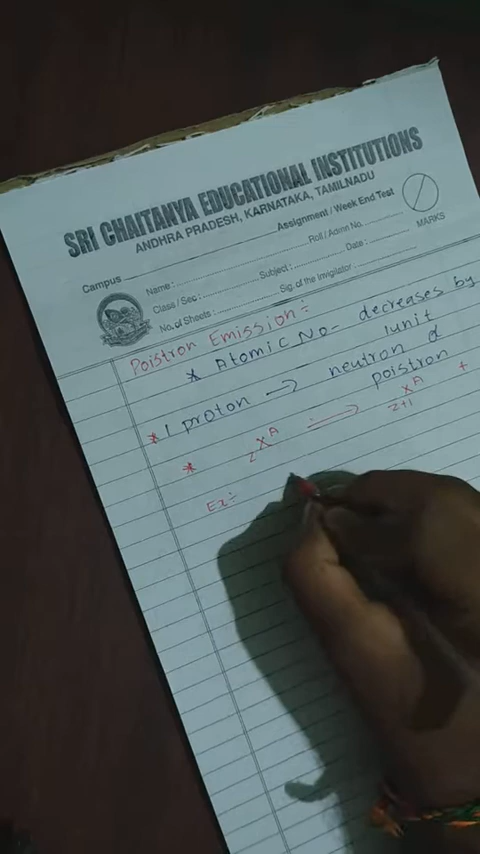 SRI CHAITANYA EDUCATIONAL INSTITUTIONS
ANDHRA PRADESH, KARNATAKA, TAMILNADU
Assignment / Week End Test
Campus
Name :
Roll / Admn No.
Class / Sec :
Subject :
Date :
MARKS
No. of Sheets :
Sig. of the Invigilator
Poistron Emission :-
* Atomic No- decreases by
1unit
* 1 proton → neutron &
poistron
* zX^A → z+1X^A +
Ex :-